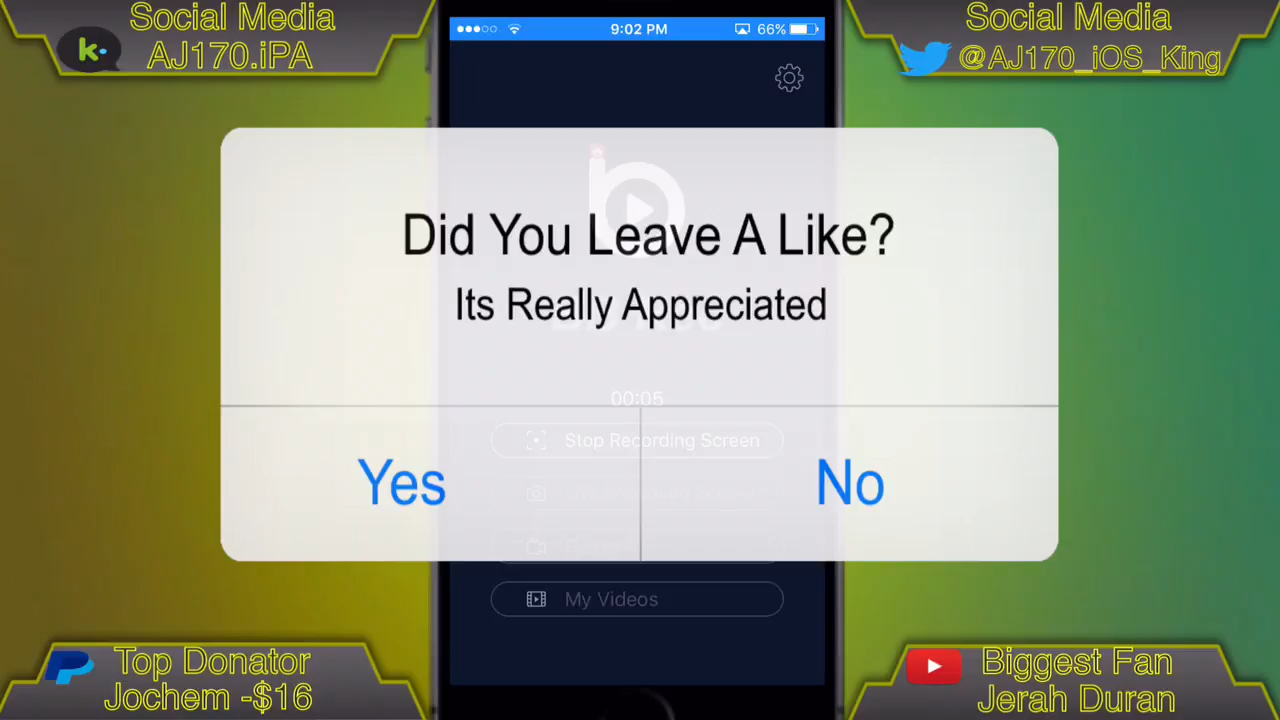 Social Media
AJ170.iPA
Social Media
@AJ170_iOS_King
9:02 PM
66%
Did You Leave A Like?
Its Really Appreciated
00:05
Stop Recording Screen
Yes
No
My Videos
Top Donator
Jochem -$16
Biggest Fan
Jerah Duran